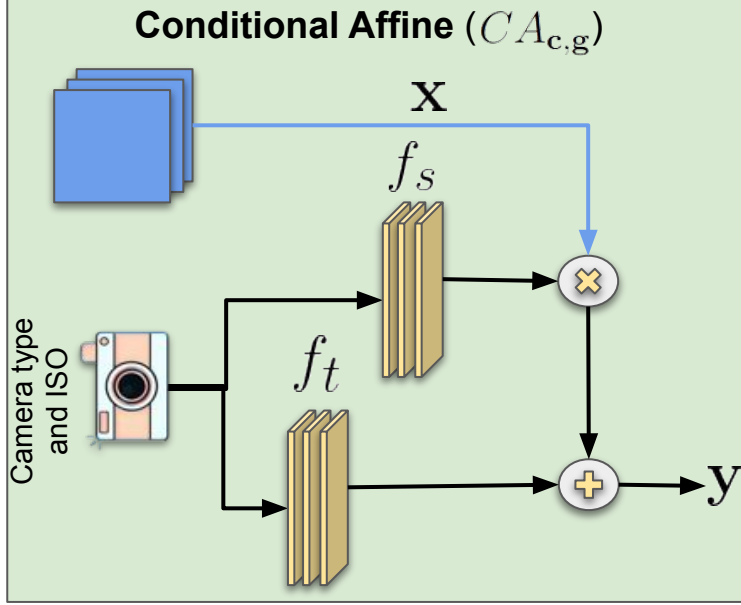 Conditional Affine (CA_{c,g})
x
f_s
Camera type
and ISO
f_t
y